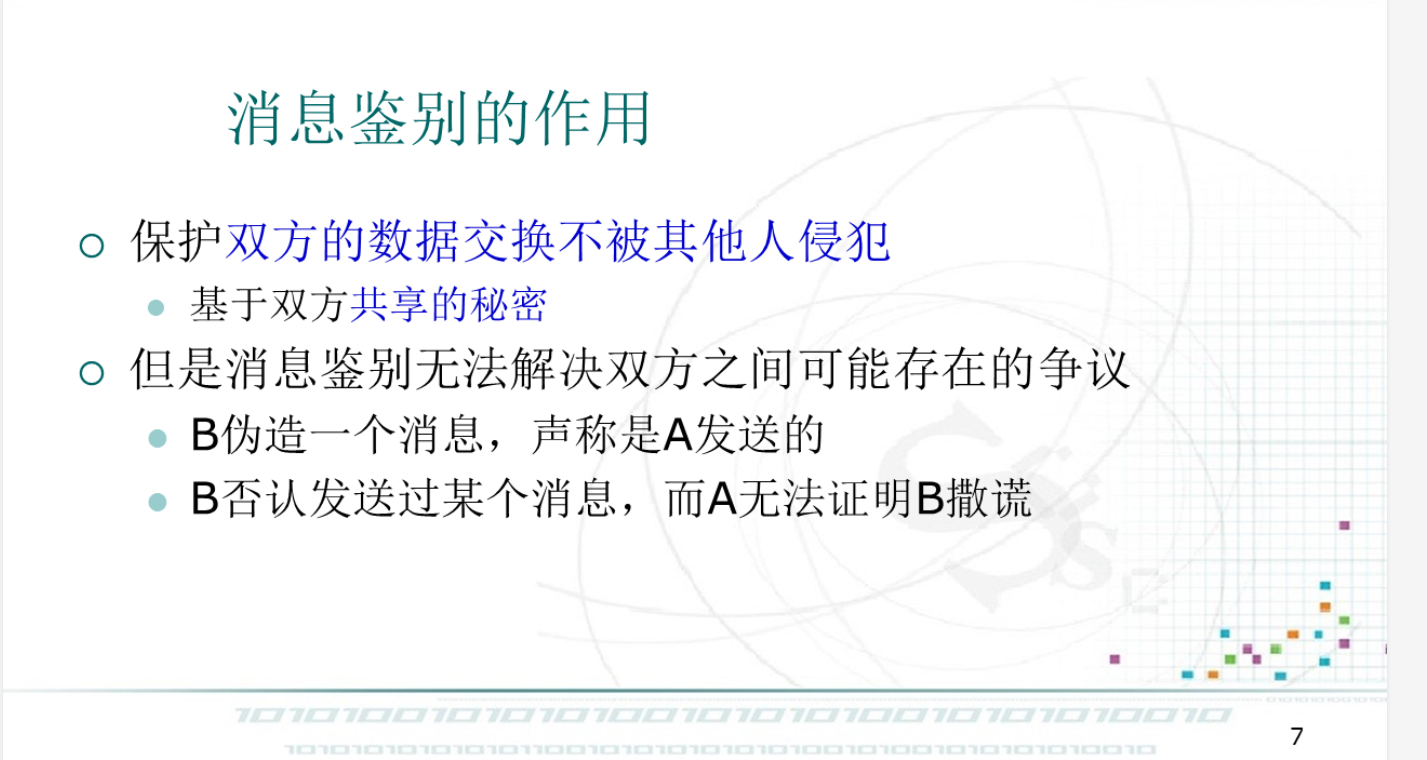 消息鉴别的作用
保护双方的数据交换不被其他人侵犯
基于双方共享的秘密
但是消息鉴别无法解决双方之间可能存在的争议
B伪造一个消息，声称是A发送的
B否认发送过某个消息，而A无法证明B撒谎
7